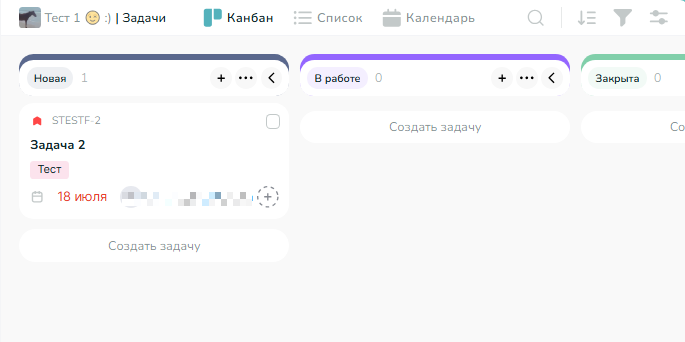 Тест 1 😉 :) | Задачи Канбан Список Календарь
Новая 1
В работе 0
Закрыта 0
STESTF-2
Задача 2
Тест
18 июля
Создать задачу
Создать задачу